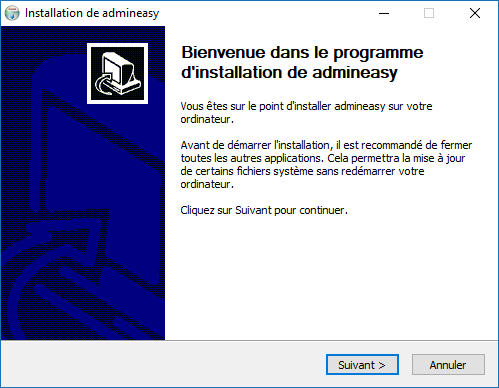 Installation de admineasy
Bienvenue dans le programme
d'installation de admineasy
Vous êtes sur le point d'installer admineasy sur votre
ordinateur.
Avant de démarrer l'installation, il est recommandé de fermer
toutes les autres applications. Cela permettra la mise à jour
de certains fichiers système sans redémarrer votre
ordinateur.
Cliquez sur Suivant pour continuer.
Suivant >
Annuler